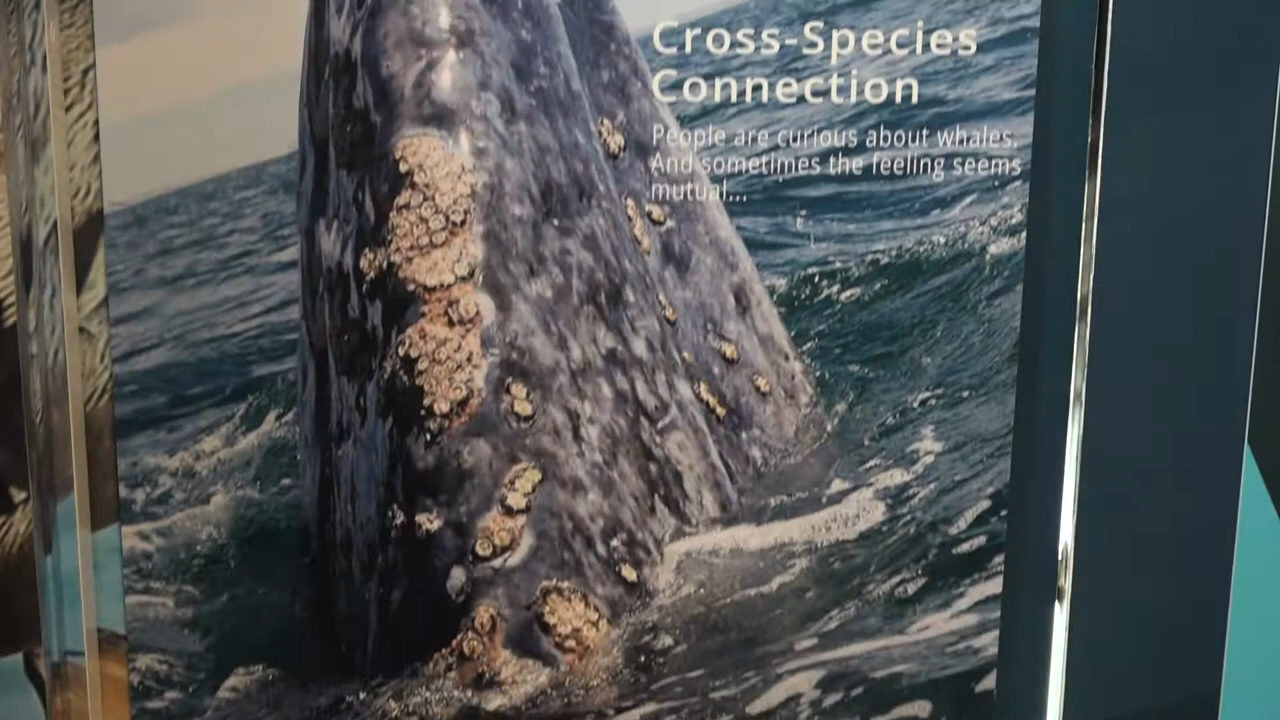 Cross-Species
Connection
People are curious about whales.
And sometimes the feeling seems
mutual...